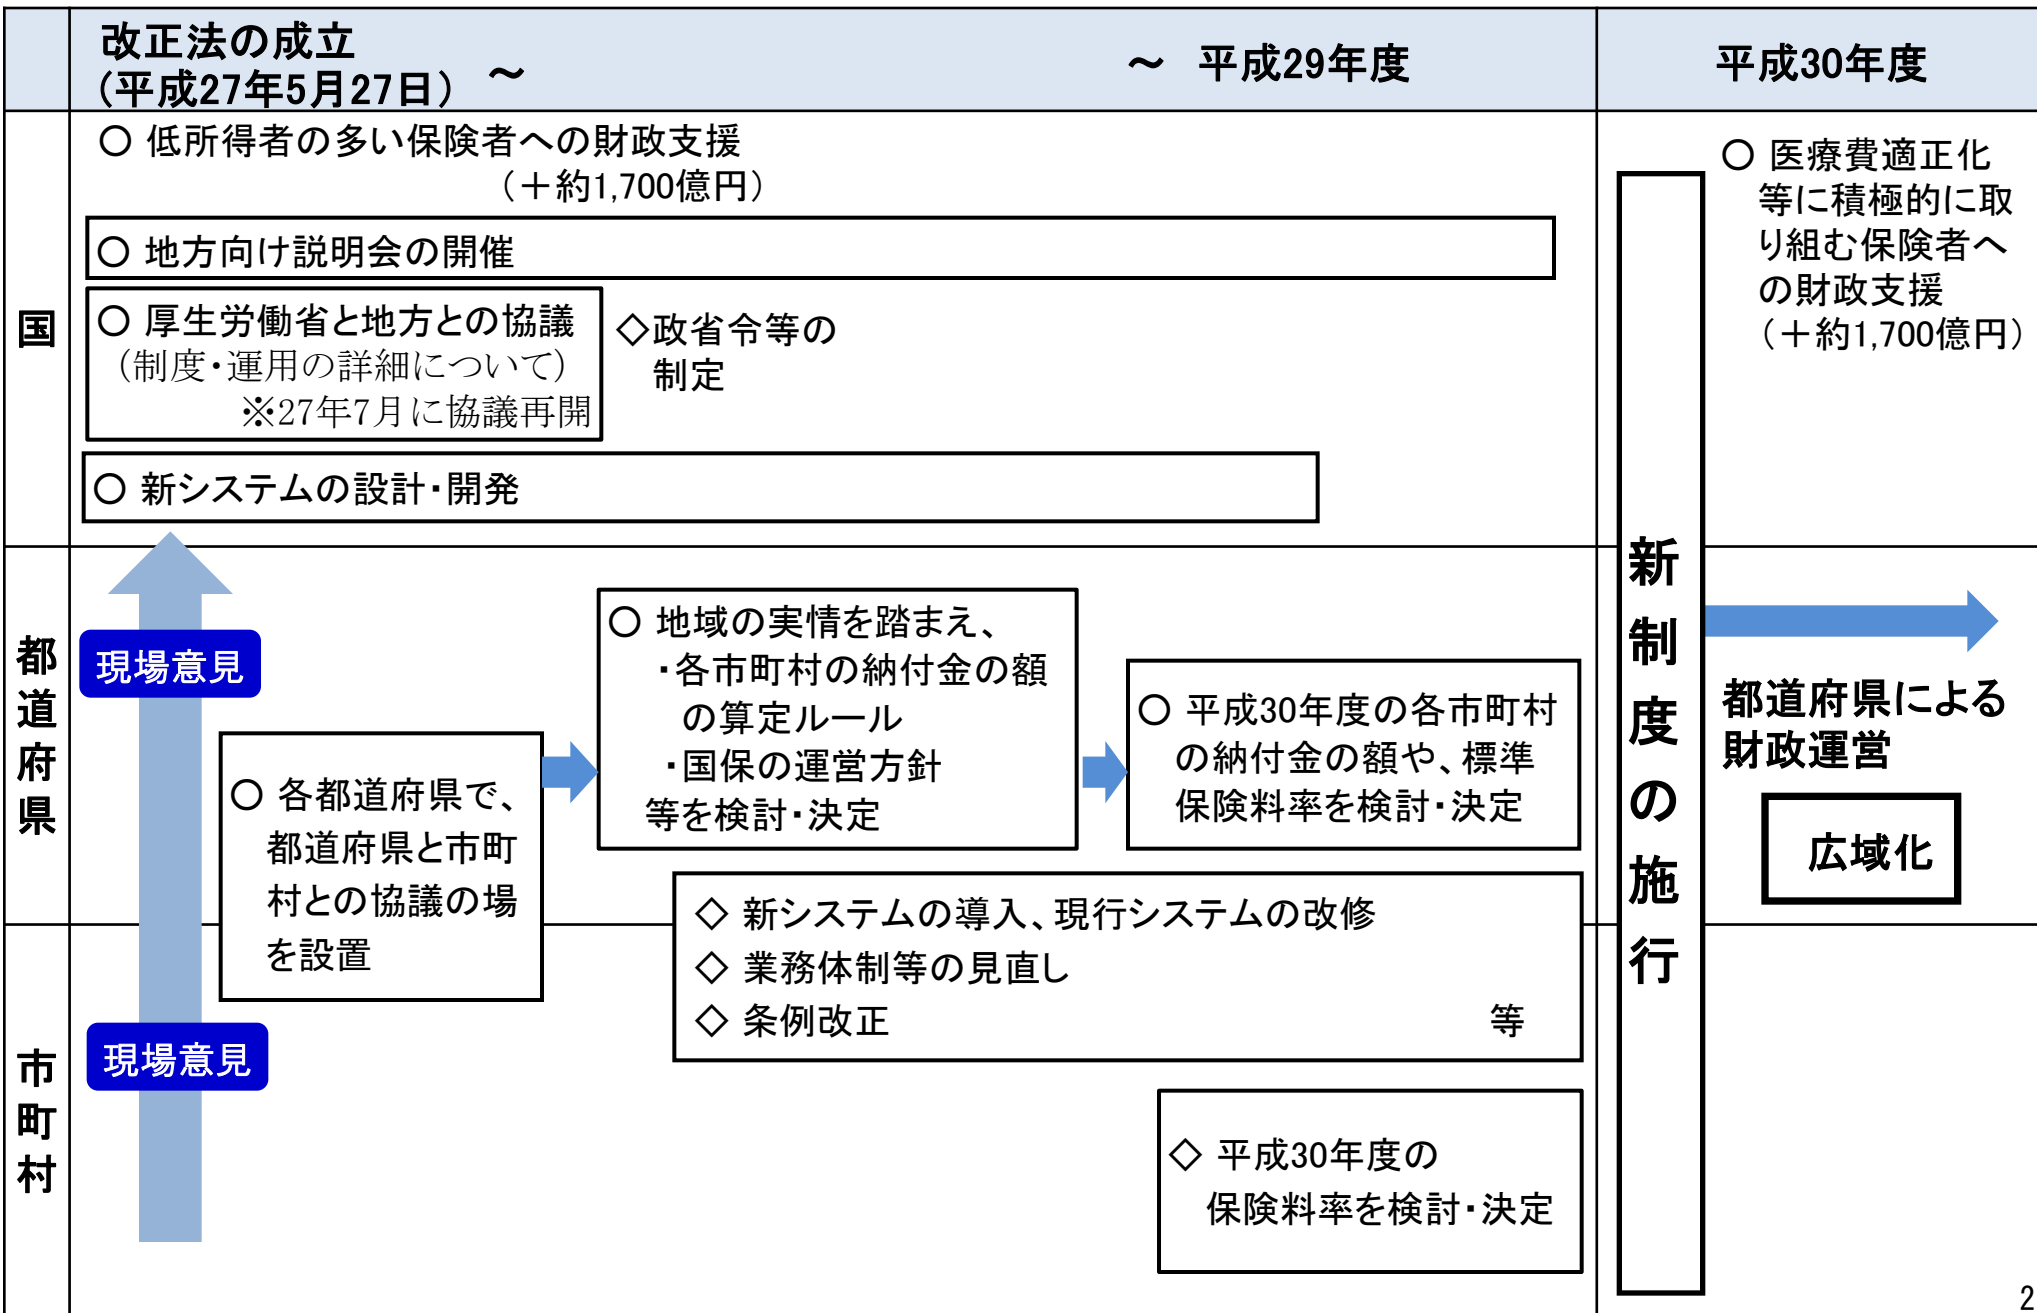 改正法の成立
(平成27年5月27日) ～
～ 平成29年度
平成30年度
国
○ 低所得者の多い保険者への財政支援
（＋約1,700億円）
○ 地方向け説明会の開催
○ 厚生労働省と地方との協議
（制度・運用の詳細について）
※27年7月に協議再開
◇政省令等の
制定
○ 新システムの設計・開発
○ 医療費適正化
等に積極的に取
り組む保険者へ
の財政支援
（＋約1,700億円）
新制度の施行
都道府県
現場意見
○ 各都道府県で、
都道府県と市町
村との協議の場
を設置
○ 地域の実情を踏まえ、
・各市町村の納付金の額
の算定ルール
・国保の運営方針
等を検討・決定
○ 平成30年度の各市町村
の納付金の額や、標準
保険料率を検討・決定
都道府県による
財政運営
広域化
◇ 新システムの導入、現行システムの改修
◇ 業務体制等の見直し
◇ 条例改正 等
市町村
現場意見
◇ 平成30年度の
保険料率を検討・決定
2